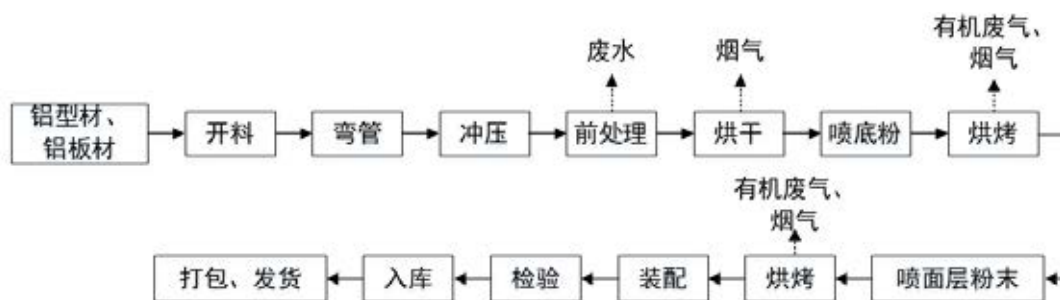 有机废气、
烟气
废水
烟气
铝型材、
铝板材
开料
弯管
冲压
前处理
烘干
喷底粉
烘烤
有机废气、
烟气
打包、发货
入库
检验
装配
烘烤
喷面层粉末